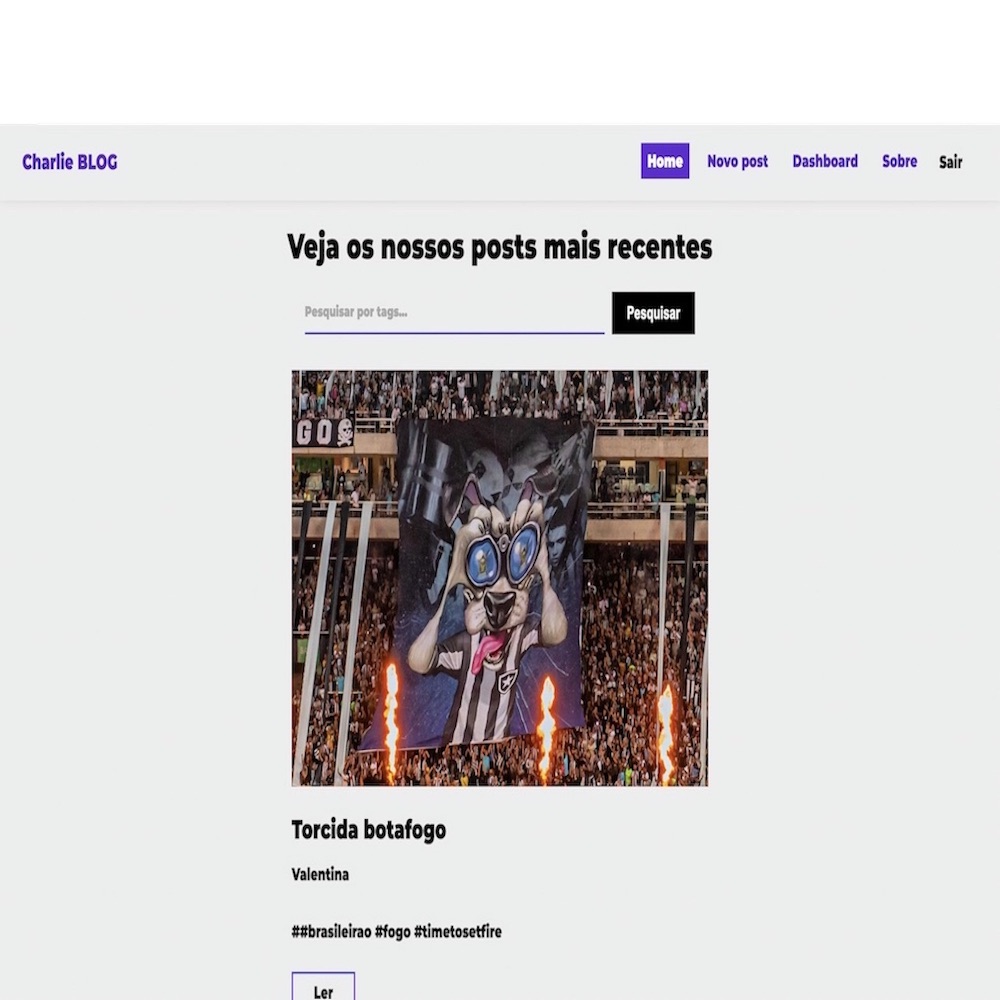 Charlie BLOG
Home Novo post Dashboard Sobre Sair
Veja os nossos posts mais recentes
Pesquisar por tags...
Pesquisar
GO
Torcida botafogo
Valentina
##brasileirao #fogo #timetosetfire
Ler